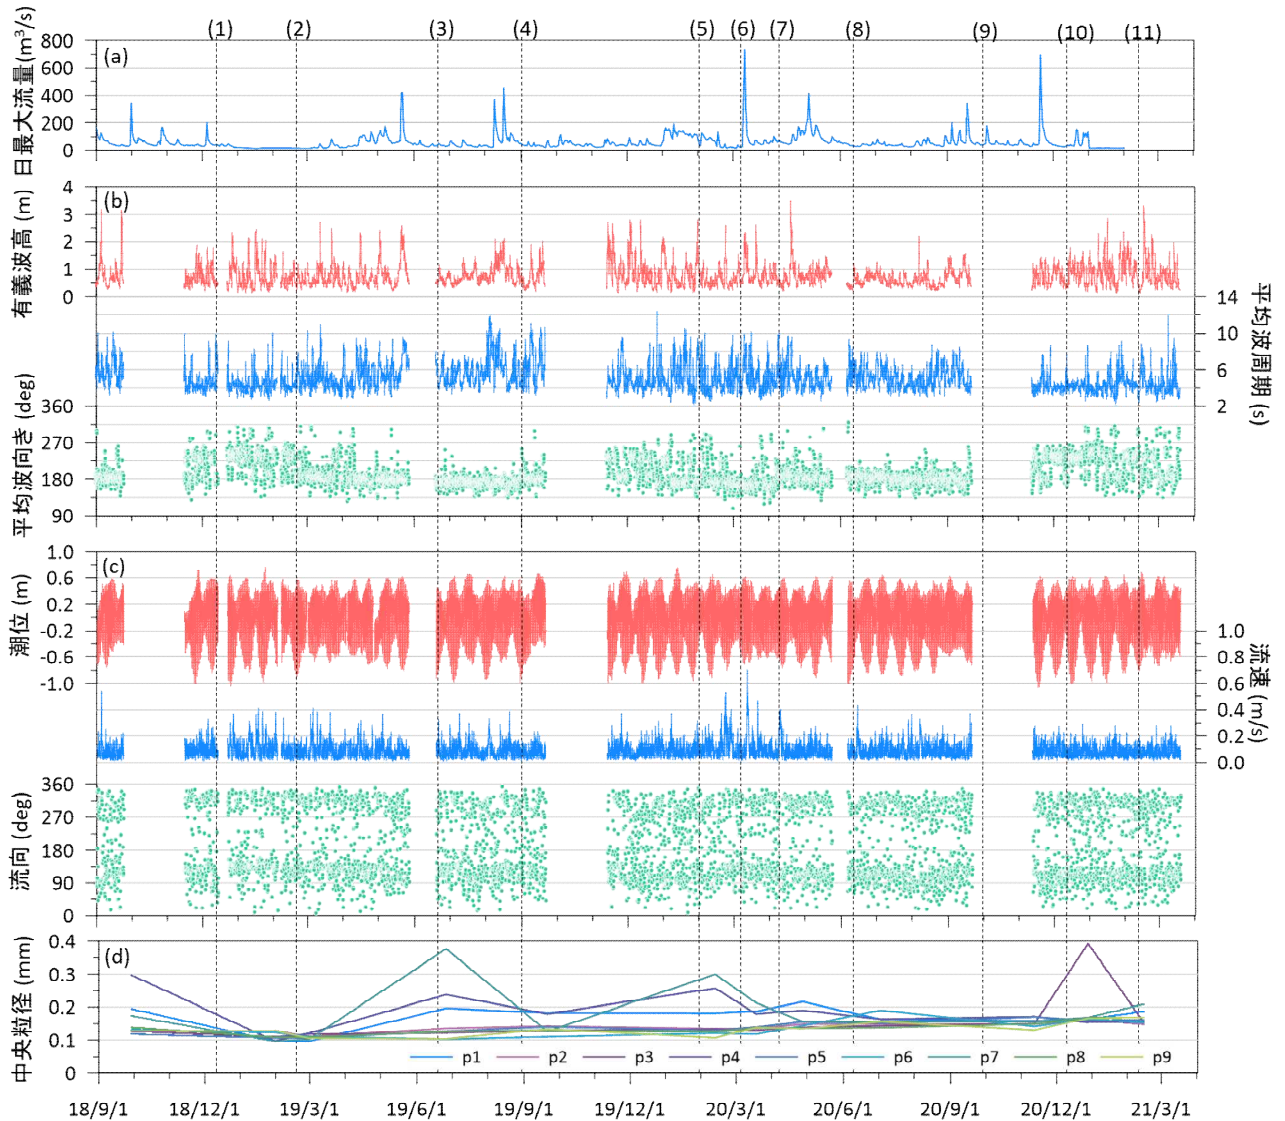 (1) (2) (3) (4) (5) (6) (7) (8) (9) (10) (11)
日最大流量(m³/s)
800
600
400
200
0
(a)
有義波高 (m)
4
3
2
1
0
(b)
平均波周期 (s)
14
10
6
2
平均波向き (deg)
360
270
180
90
潮位 (m)
1.0
0.6
0.2
-0.2
-0.6
-1.0
(c)
流速 (m/s)
1.0
0.8
0.6
0.4
0.2
0.0
流向 (deg)
360
270
180
90
0
中央粒径 (mm)
0.4
0.3
0.2
0.1
0
(d)
p1 p2 p3 p4 p5 p6 p7 p8 p9
18/9/1 18/12/1 19/3/1 19/6/1 19/9/1 19/12/1 20/3/1 20/6/1 20/9/1 20/12/1 21/3/1